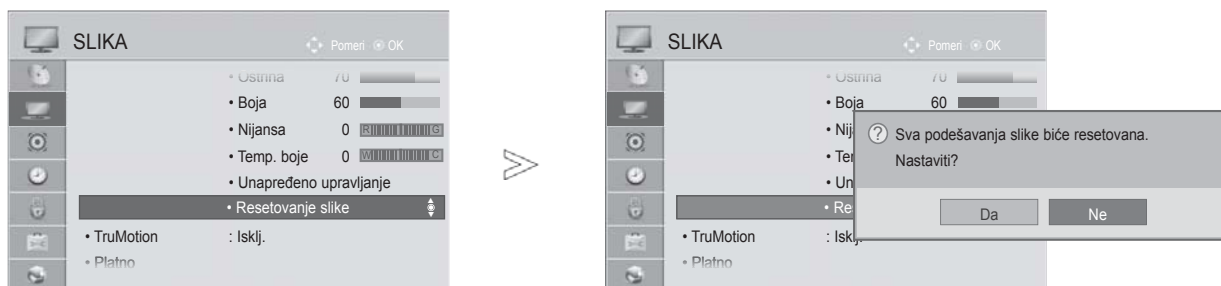 SLIKA
Pomeri OK
• Oštrina 70
• Boja 60
• Nijansa 0 R G
• Temp. boje 0 W C
• Unapređeno upravljanje
• Resetovanje slike
• TruMotion : Isklj.
• Platno
SLIKA
Pomeri OK
• Oštrina 70
• Boja 60
• Nij
• Ter
• Un
• Re
• TruMotion : Isklj.
• Platno
? Sva podešavanja slike biće resetovana.
Nastaviti?
Da Ne